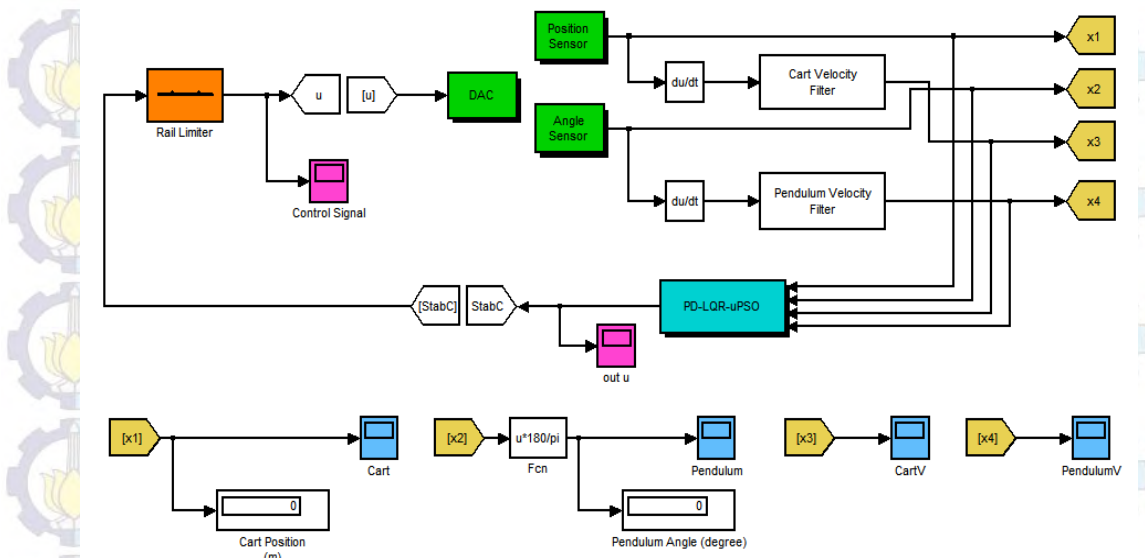 Position
Sensor
x1
du/dt
Cart Velocity
Filter
x2
Rail Limiter
u
[u]
DAC
Angle
Sensor
x3
Control Signal
du/dt
Pendulum Velocity
Filter
x4
[StabC]
StabC
PD-LQR-uPSO
out u
[x1]
Cart
0
Cart Position
(m)
[x2]
u*180/pi
Fcn
Pendulum
0
Pendulum Angle (degree)
[x3]
CartV
[x4]
PendulumV